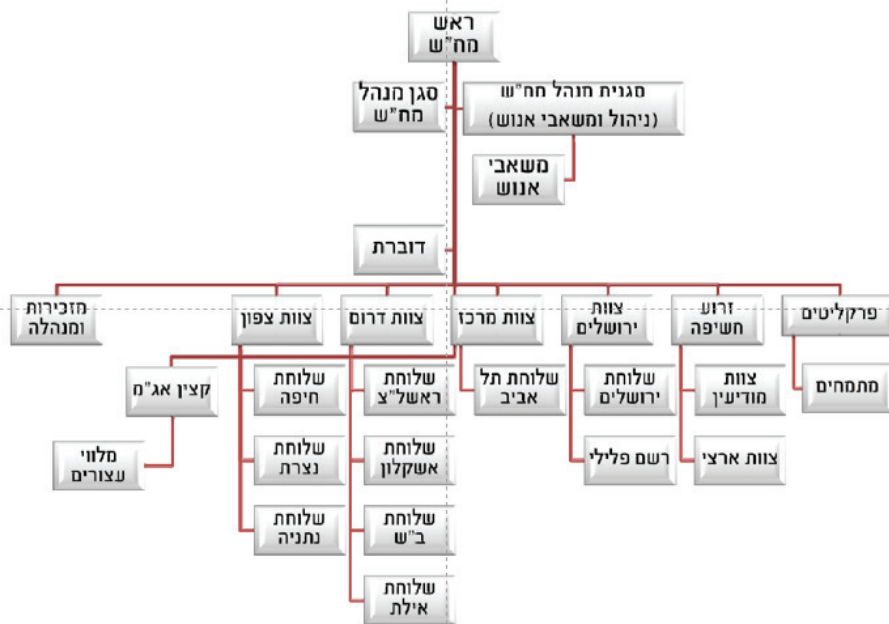 ראש
מח"ש
סגנית מנהל מח"ש
(ניהול ומשאבי אנוש)
סגן מנהל
מח"ש
משאבי
אנוש
דוברת
פרקליטים
זרוע
חשיפה
צוות
ירושלים
צוות מרכז
צוות דרום
צוות צפון
מזכירות
ומנהלה
מתמחים
צוות
מודיעין
שלוחת
ירושלים
שלוחת תל
אביב
שלוחת
ראשל"צ
שלוחת
חיפה
קצין אג"מ
צוות ארצי
רשם פלילי
שלוחת
אשקלון
שלוחת
נצרת
מלווי
עצורים
שלוחת
ב"ש
שלוחת
נתניה
שלוחת
אילת